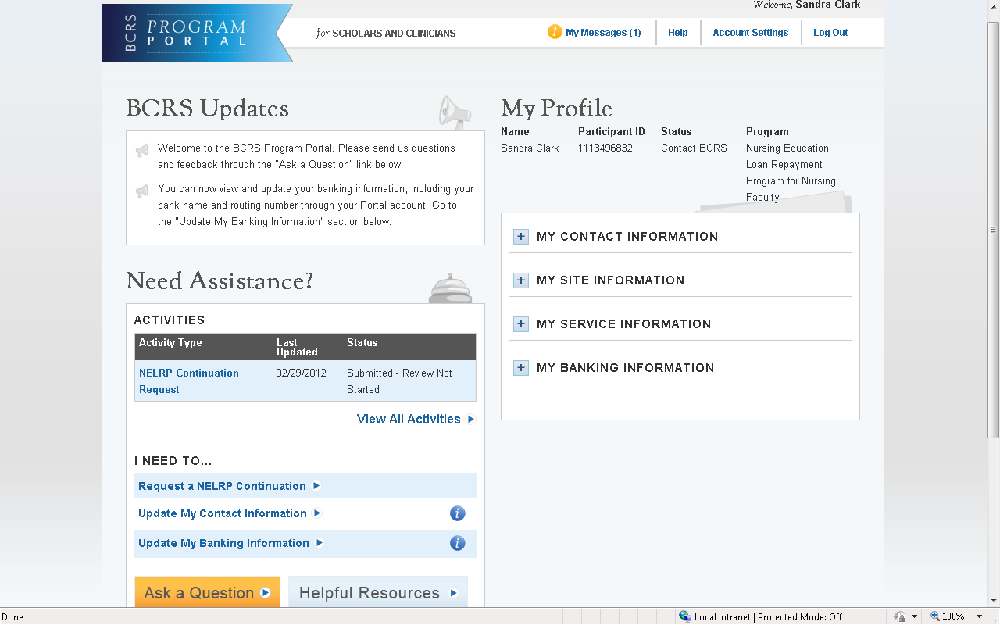 Welcome, Sandra Clark
BCRS
PROGRAM
PORTAL
for SCHOLARS AND CLINICIANS
! My Messages (1)
Help
Account Settings
Log Out
BCRS Updates
Welcome to the BCRS Program Portal. Please send us questions
and feedback through the "Ask a Question" link below.
You can now view and update your banking information, including your
bank name and routing number through your Portal account. Go to
the "Update My Banking Information" section below.
Need Assistance?
ACTIVITIES
Activity Type Last Status
Updated
NELRP Continuation 02/29/2012 Submitted - Review Not
Request Started
View All Activities
I NEED TO...
Request a NELRP Continuation
Update My Contact Information i
Update My Banking Information i
Ask a Question Helpful Resources
My Profile
Name Participant ID Status Program
Sandra Clark 1113496832 Contact BCRS Nursing Education
Loan Repayment
Program for Nursing
Faculty
+ MY CONTACT INFORMATION
+ MY SITE INFORMATION
+ MY SERVICE INFORMATION
+ MY BANKING INFORMATION
Done
Local intranet | Protected Mode: Off
100%